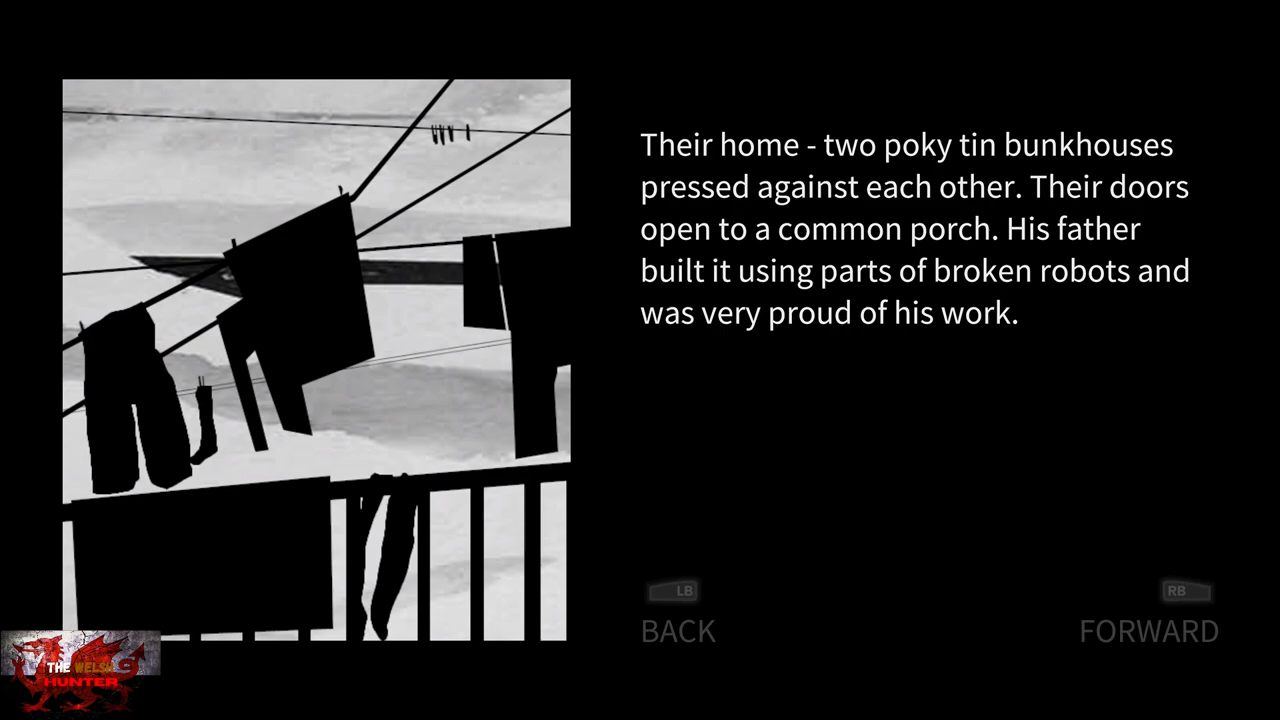 Their home - two poky tin bunkhouses
pressed against each other. Their doors
open to a common porch. His father
built it using parts of broken robots and
was very proud of his work.
LB
RB
BACK
FORWARD
THE WELSH
HUNTER